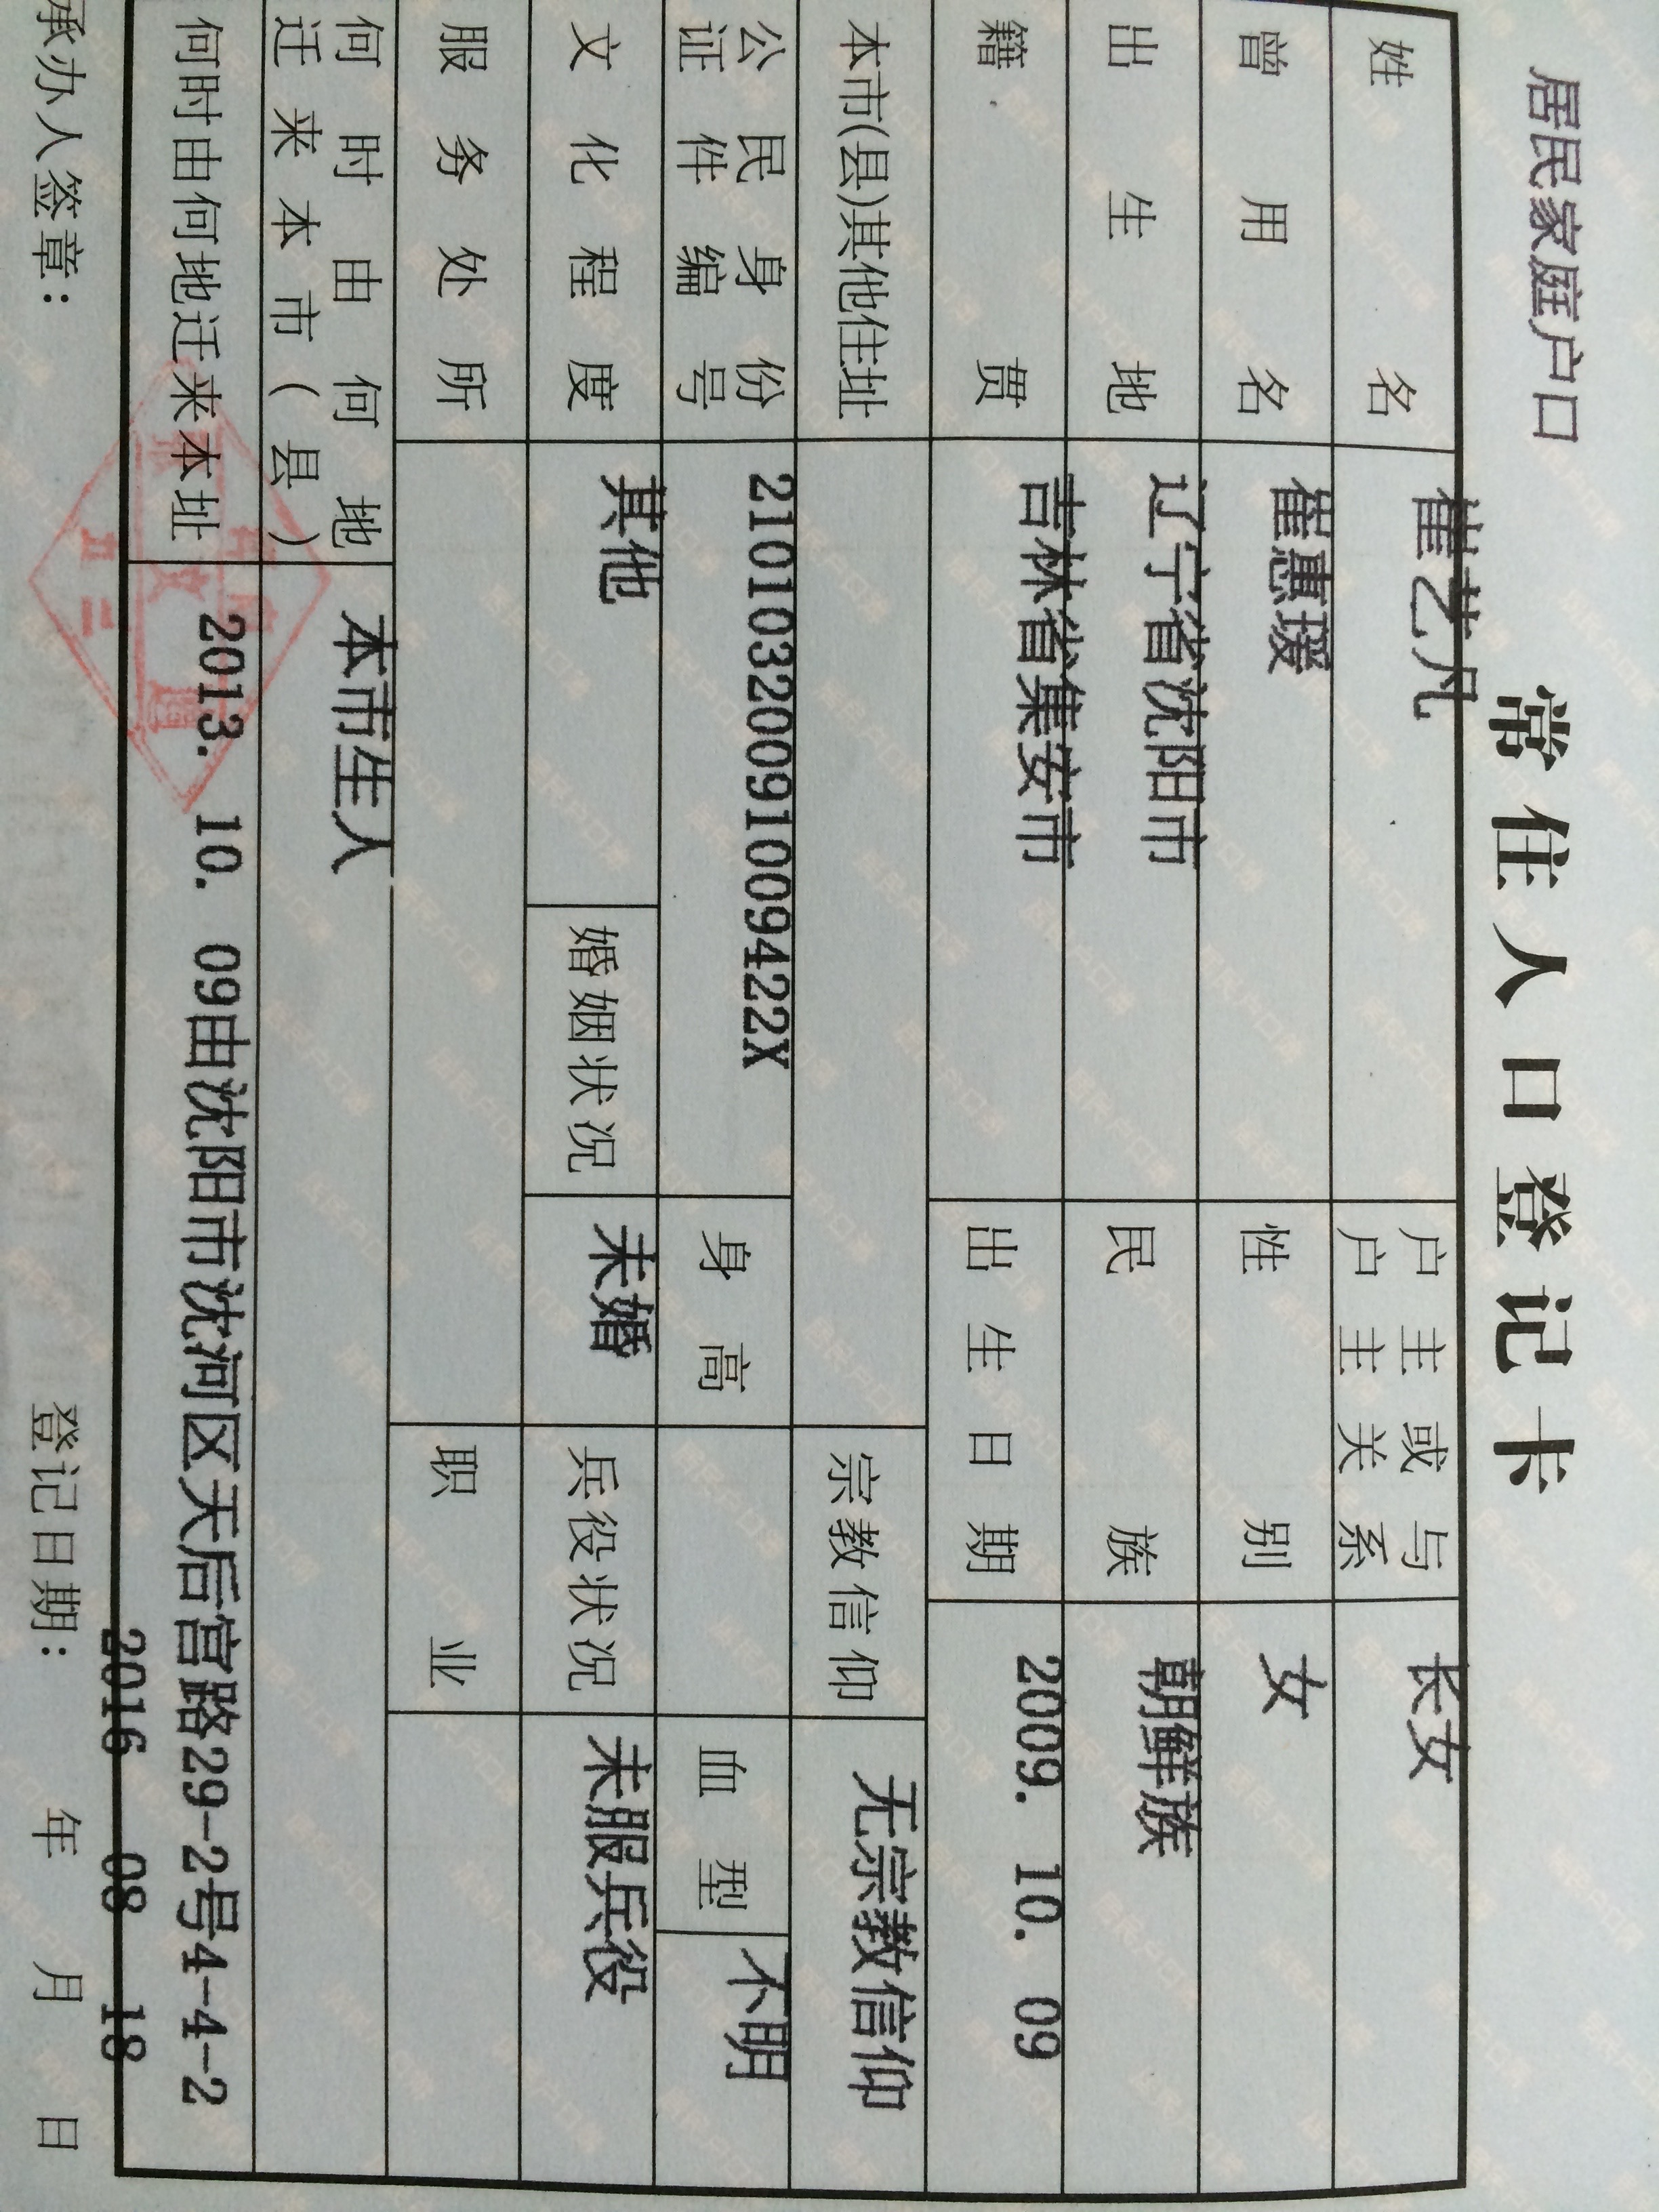 居民家庭户口
常住人口登记卡
姓名 崔艺凡 户主或与户主关系 长女
曾用名 崔惠瑗 性别 女
出生地 辽宁省沈阳市 民族 朝鲜族
籍贯 吉林省集安市 出生日期 2009. 10. 09
本市(县)其他住址 宗教信仰 无宗教信仰
公民身份证件编号 21010320091009422X 身高 血型 不明
文化程度 其他 婚姻状况 未婚 兵役状况 未服兵役
服务处所 职业
何时由何地迁来本市(县) 本市生人
何时由何地迁来本址 2013. 10. 09由沈阳市沈河区天后宫路29-2号4-4-2
承办人签章: 登记日期: 2016 年 08 月 18 日